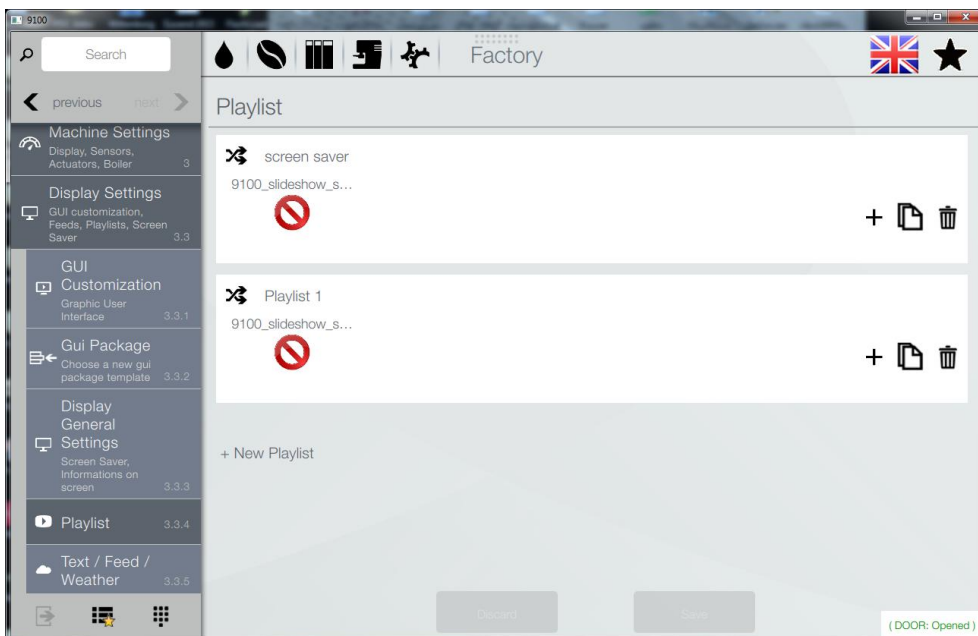 9100
Search
Factory
previous next
Playlist
Machine Settings
Display, Sensors,
Actuators, Boiler 3
Display Settings
GUI customization,
Feeds, Playlists, Screen
Saver 3.3
GUI
Customization
Graphic User
Interface 3.3.1
Gui Package
Choose a new gui
package template 3.3.2
Display
General
Settings
Screen Saver,
Informations on
screen 3.3.3
Playlist 3.3.4
Text / Feed /
Weather 3.3.5
screen saver
9100_slideshow_s...
+
Playlist 1
9100_slideshow_s...
+
+ New Playlist
Discard
Save
( DOOR: Opened )